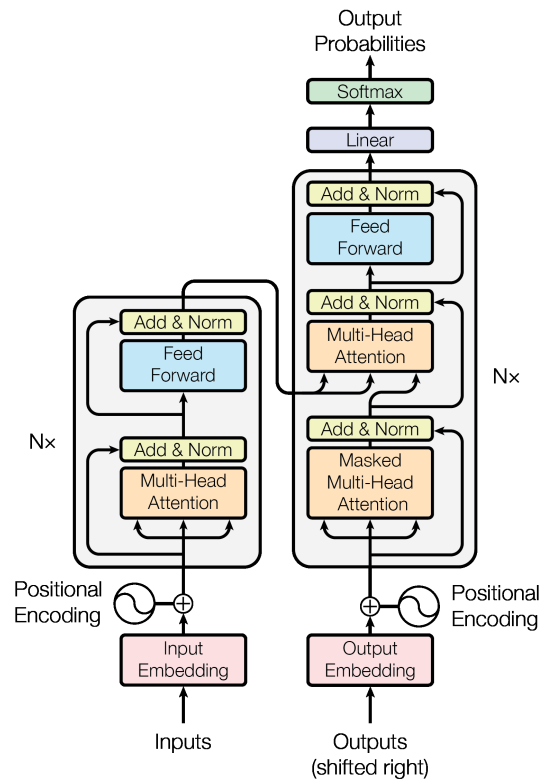 Output
Probabilities
Softmax
Linear
Add & Norm
Feed
Forward
Add & Norm
Multi-Head
Attention
Nx
Add & Norm
Masked
Multi-Head
Attention
Add & Norm
Feed
Forward
N×
Add & Norm
Multi-Head
Attention
Positional
Encoding
Positional
Encoding
Input
Embedding
Output
Embedding
Inputs
Outputs
(shifted right)